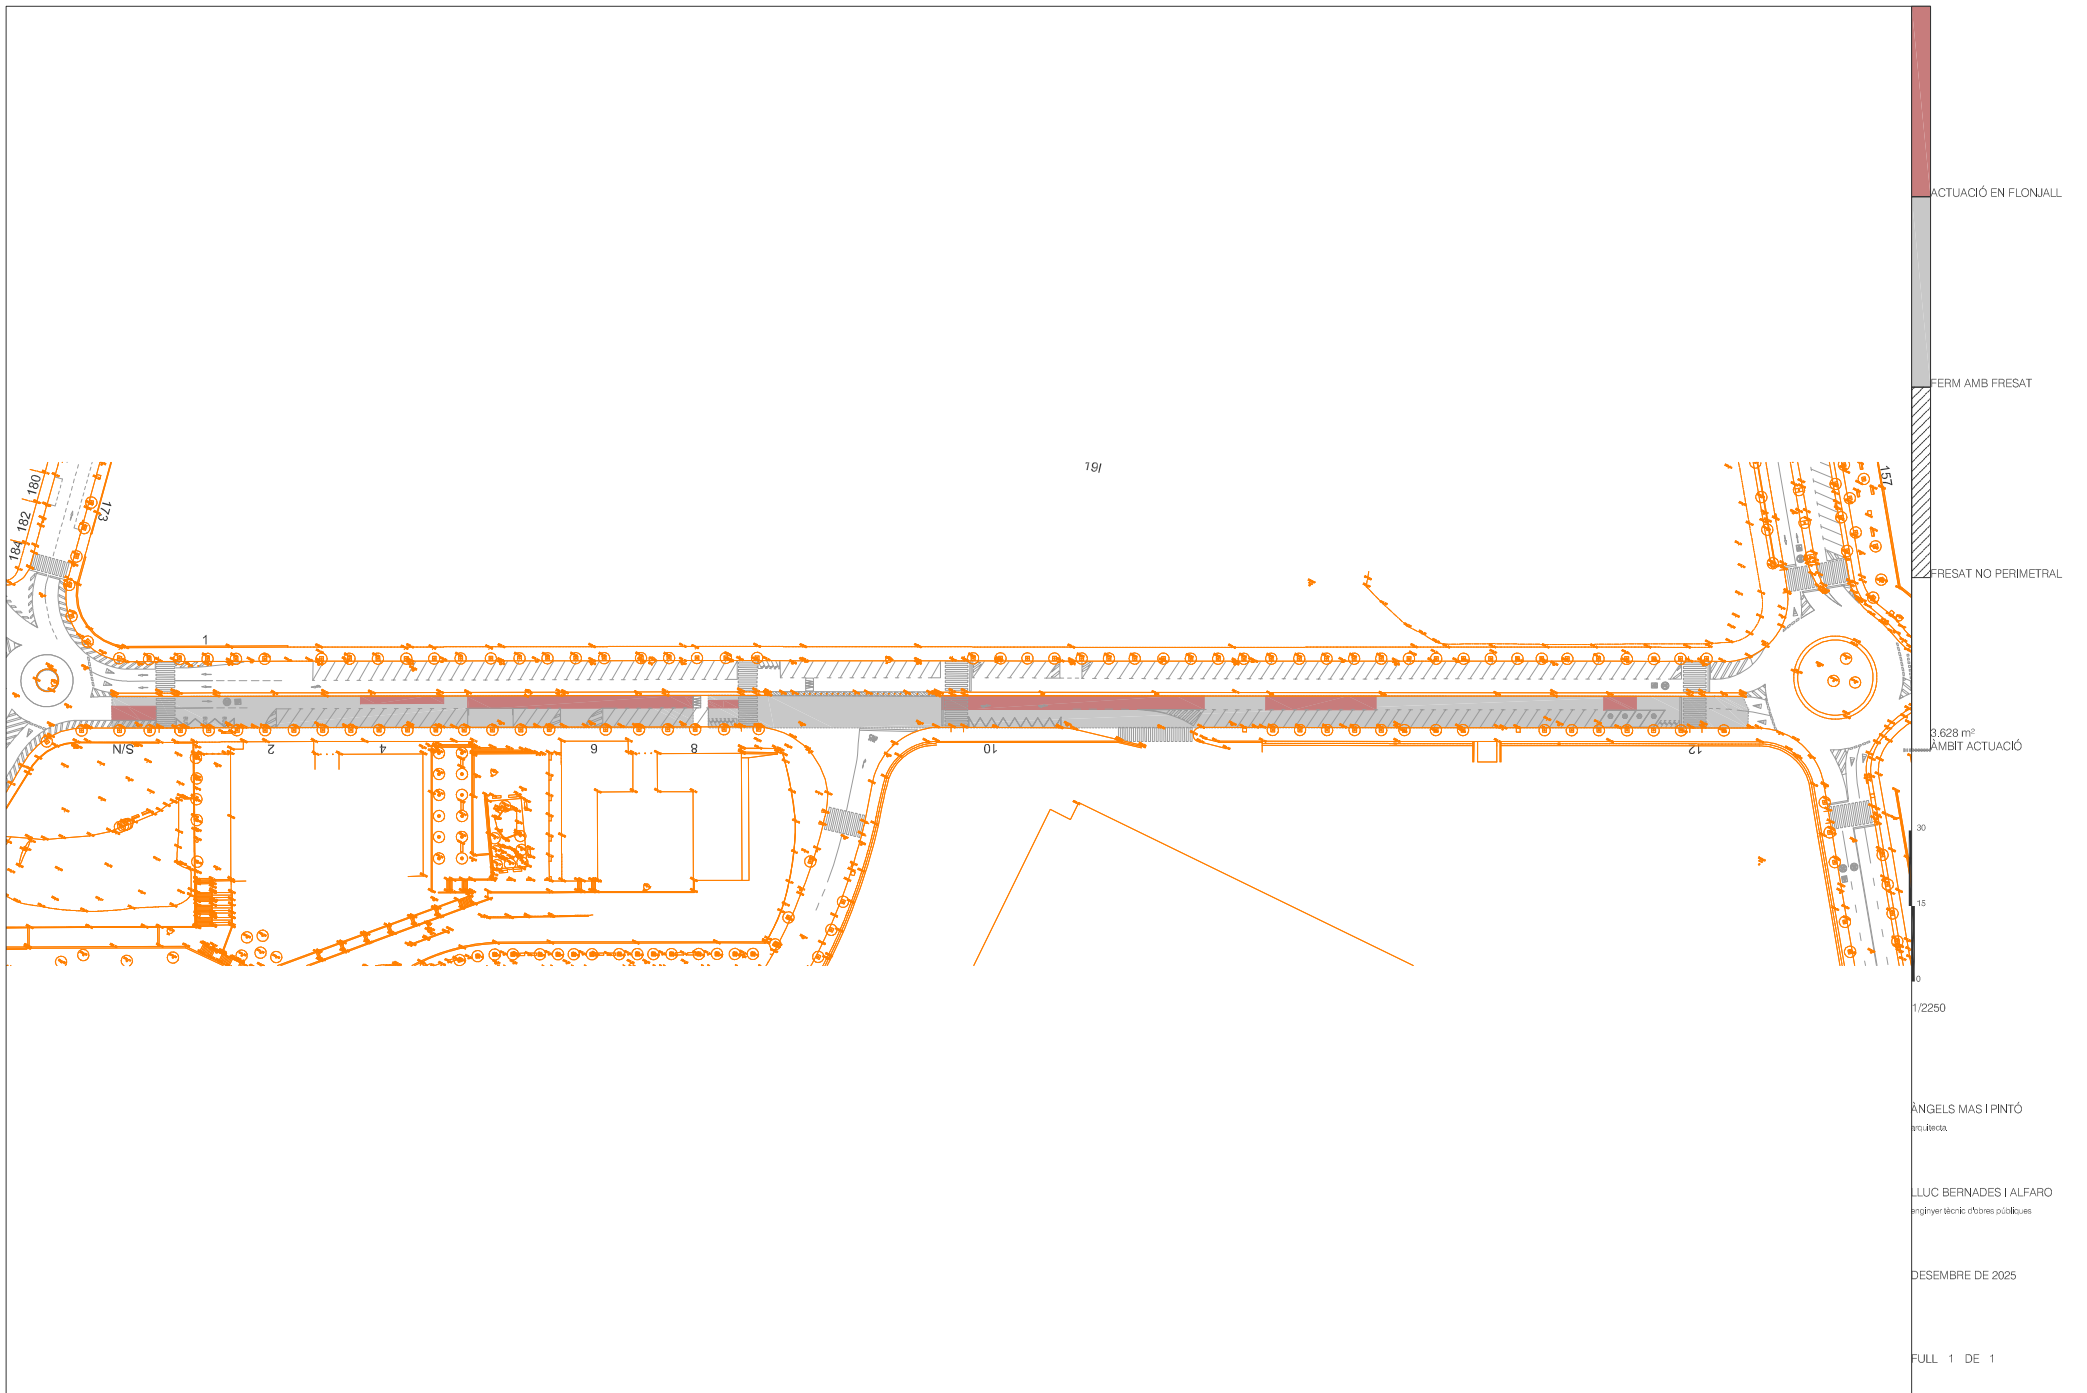 ACTUACIÓ EN FLONJALL
FERM AMB FRESAT
FRESAT NO PERIMETRAL
3.628 m²
ÀMBIT ACTUACIÓ
30
15
0
1/2250
ÀNGELS MAS I PINTÓ
arquitecta
LLUC BERNADES I ALFARO
enginyer tècnic d'obres públiques
DESEMBRE DE 2025
FULL 1 DE 1
161
180
182
184
173
157
1
S/N
2
4
6
8
10
12